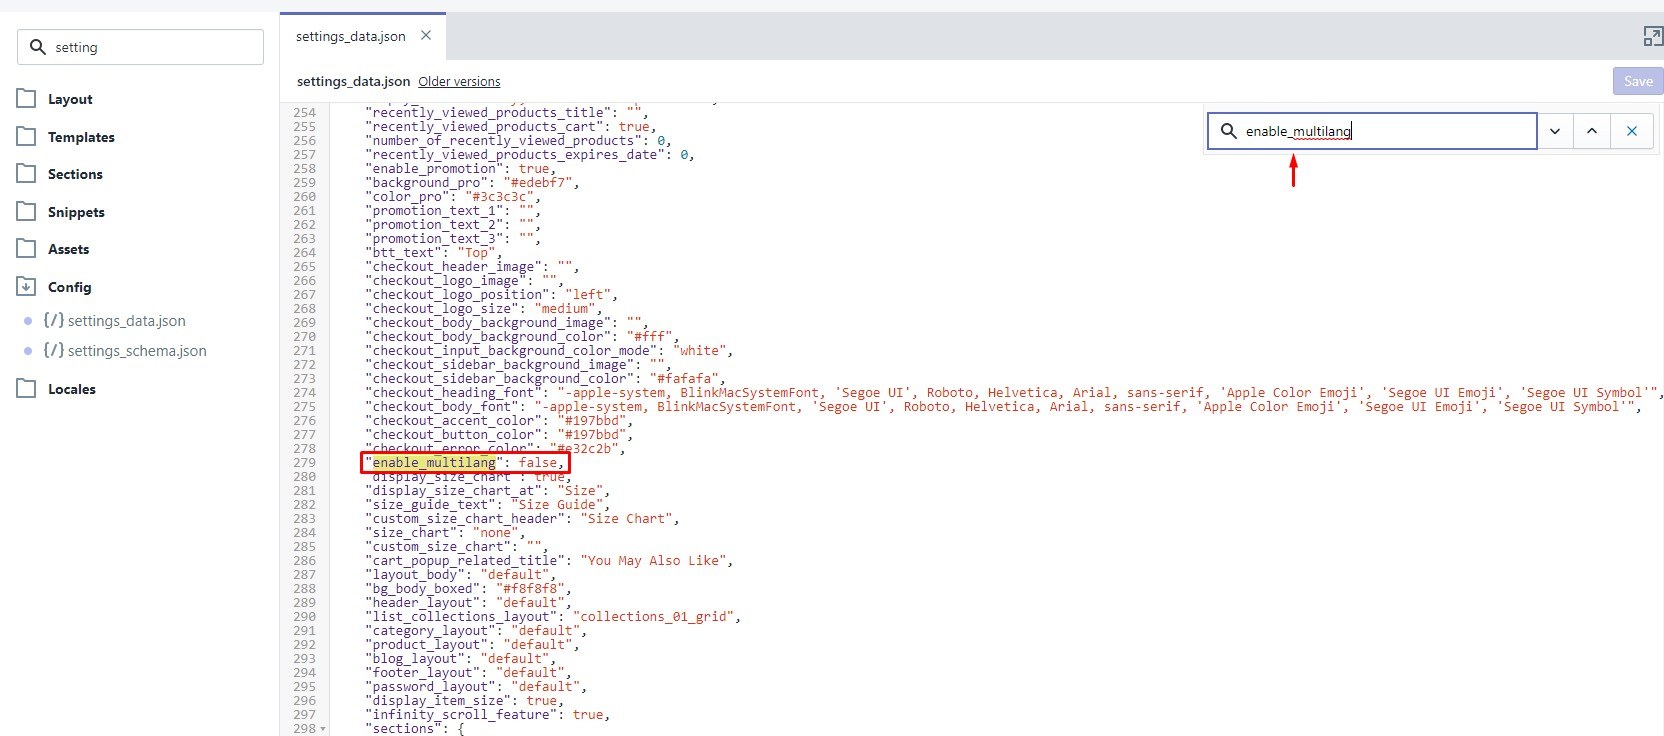 setting
Layout
Templates
Sections
Snippets
Assets
Config
{/} settings_data.json
{/} settings_schema.json
Locales
settings_data.json ×
settings_data.json Older versions
Save
enable_multilang
254 "recently_viewed_products_title": "",
255 "recently_viewed_products_cart": true,
256 "number_of_recently_viewed_products": 0,
257 "recently_viewed_products_expires_date": 0,
258 "enable_promotion": true,
259 "background_pro": "#edebf7",
260 "color_pro": "#3c3c3c",
261 "promotion_text_1": "",
262 "promotion_text_2": "",
263 "promotion_text_3": "",
264 "btt_text": "Top",
265 "checkout_header_image": "",
266 "checkout_logo_image": "",
267 "checkout_logo_position": "left",
268 "checkout_logo_size": "medium",
269 "checkout_body_background_image": "",
270 "checkout_body_background_color": "#fff",
271 "checkout_input_background_color_mode": "white",
272 "checkout_sidebar_background_image": "",
273 "checkout_sidebar_background_color": "#fafafa",
274 "checkout_heading_font": "-apple-system, BlinkMacSystemFont, 'Segoe UI', Roboto, Helvetica, Arial, sans-serif, 'Apple Color Emoji', 'Segoe UI Emoji', 'Segoe UI Symbol'",
275 "checkout_body_font": "-apple-system, BlinkMacSystemFont, 'Segoe UI', Roboto, Helvetica, Arial, sans-serif, 'Apple Color Emoji', 'Segoe UI Emoji', 'Segoe UI Symbol'",
276 "checkout_accent_color": "#197bbd",
277 "checkout_button_color": "#197bbd",
278 "checkout_error_color": "#e32c2b",
279 "enable_multilang": false,
280 "display_size_chart": true,
281 "display_size_chart_at": "Size",
282 "size_guide_text": "Size Guide",
283 "custom_size_chart_header": "Size Chart",
284 "size_chart": "none",
285 "custom_size_chart": "",
286 "cart_popup_related_title": "You May Also Like",
287 "layout_body": "default",
288 "bg_body_boxed": "#f8f8f8",
289 "header_layout": "default",
290 "list_collections_layout": "collections_01_grid",
291 "category_layout": "default",
292 "product_layout": "default",
293 "blog_layout": "default",
294 "footer_layout": "default",
295 "password_layout": "default",
296 "display_item_size": true,
297 "infinity_scroll_feature": true,
298 "sections": {